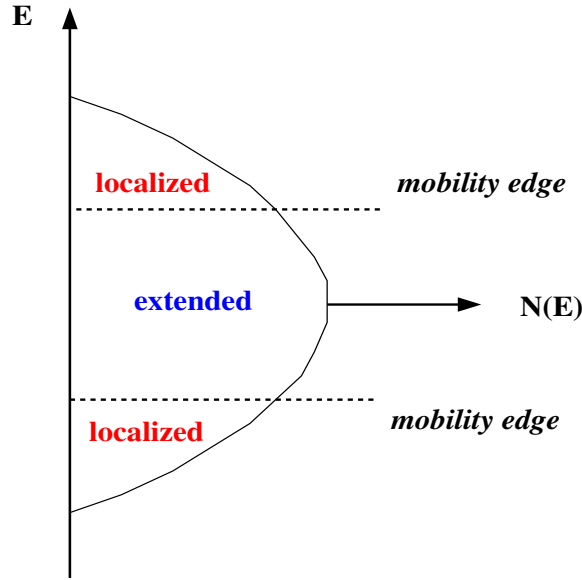 E
localized
mobility edge
extended
N(E)
localized
mobility edge